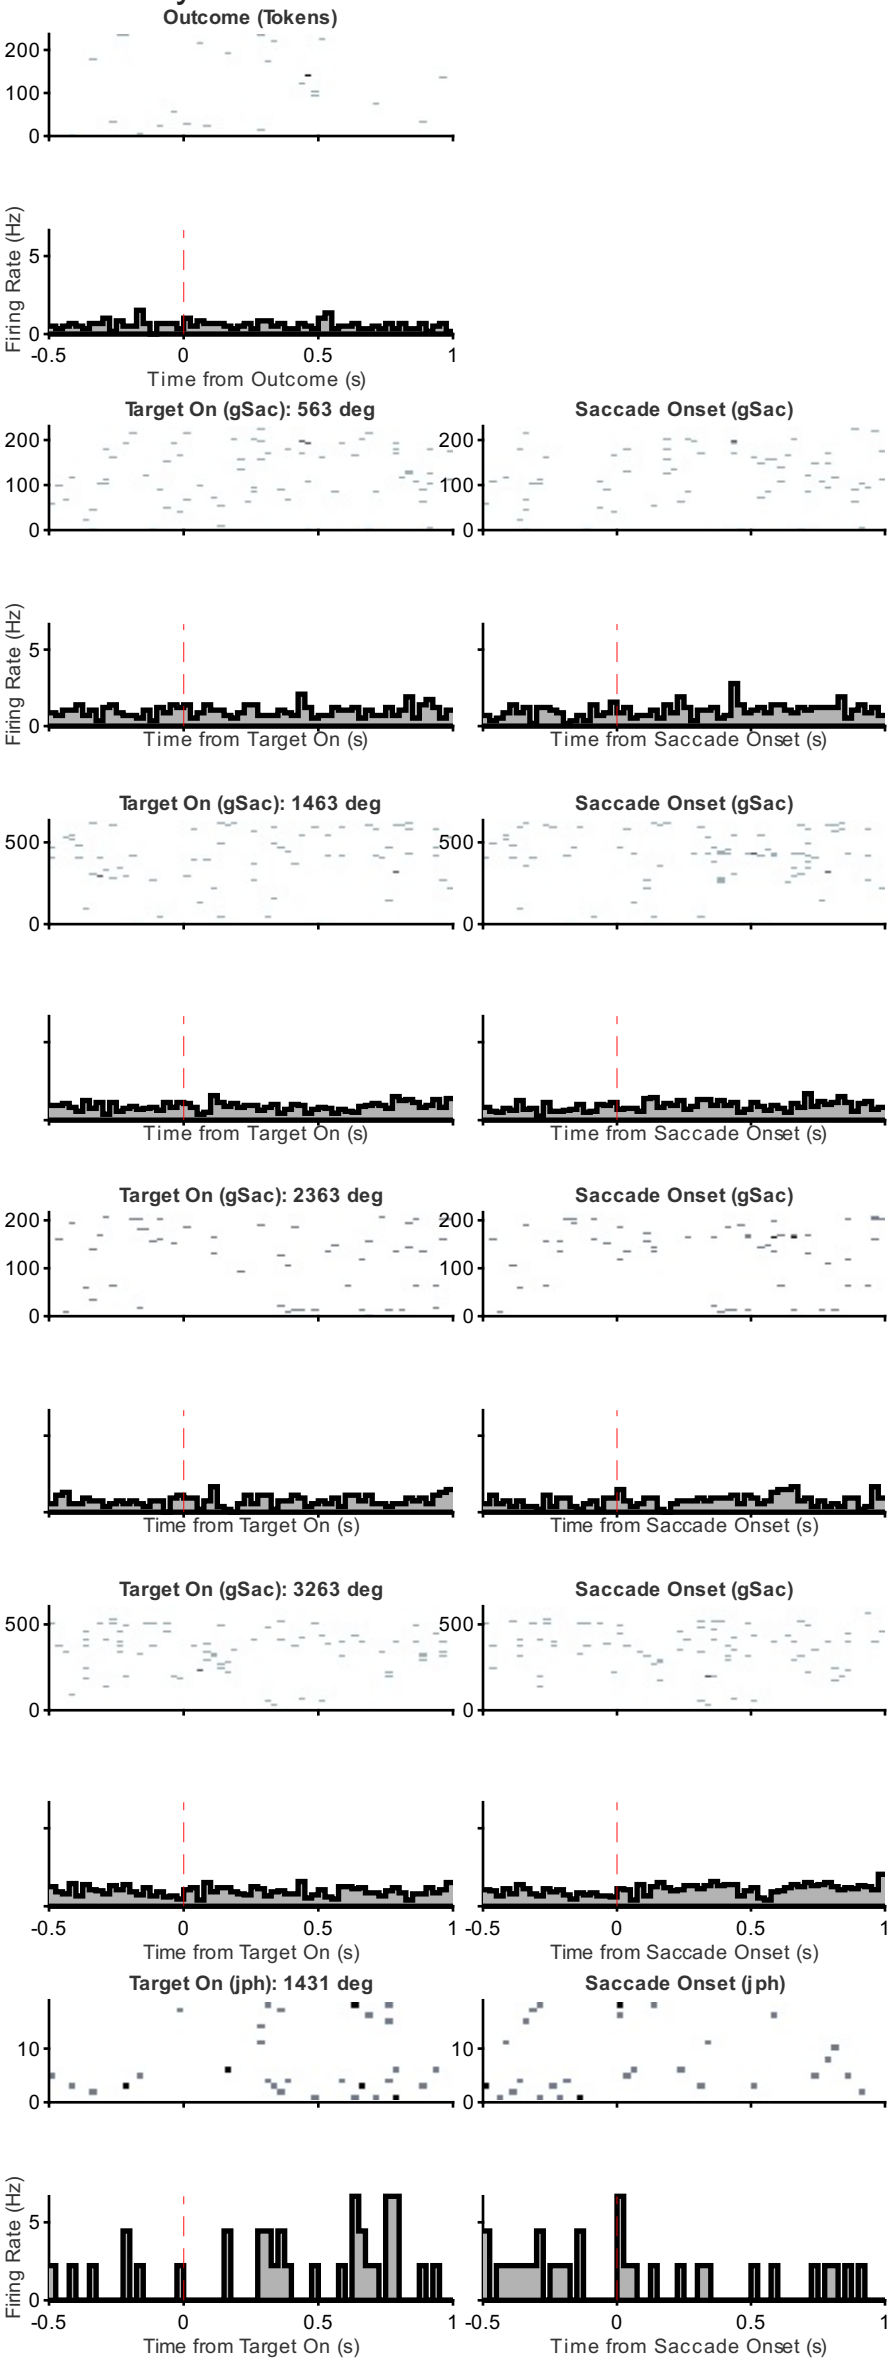 Outcome (Tokens)
200
100
0
Firing Rate (Hz)
5
0
-0.5 0 0.5 1
Time from Outcome (s)
Target On (gSac): 563 deg Saccade Onset (gSac)
200 200
100 100
0 0
Firing Rate (Hz)
5
0
Time from Target On (s) Time from Saccade Onset (s)
Target On (gSac): 1463 deg Saccade Onset (gSac)
500 500
0 0
Time from Target On (s) Time from Saccade Onset (s)
Target On (gSac): 2363 deg Saccade Onset (gSac)
200 200
100 100
0 0
Time from Target On (s) Time from Saccade Onset (s)
Target On (gSac): 3263 deg Saccade Onset (gSac)
500 500
0 0
-0.5 0 0.5 1 -0.5 0 0.5 1
Time from Target On (s) Time from Saccade Onset (s)
Target On (jph): 1431 deg Saccade Onset (jph)
10 10
0 0
Firing Rate (Hz)
5
0
-0.5 0 0.5 1 -0.5 0 0.5 1
Time from Target On (s) Time from Saccade Onset (s)